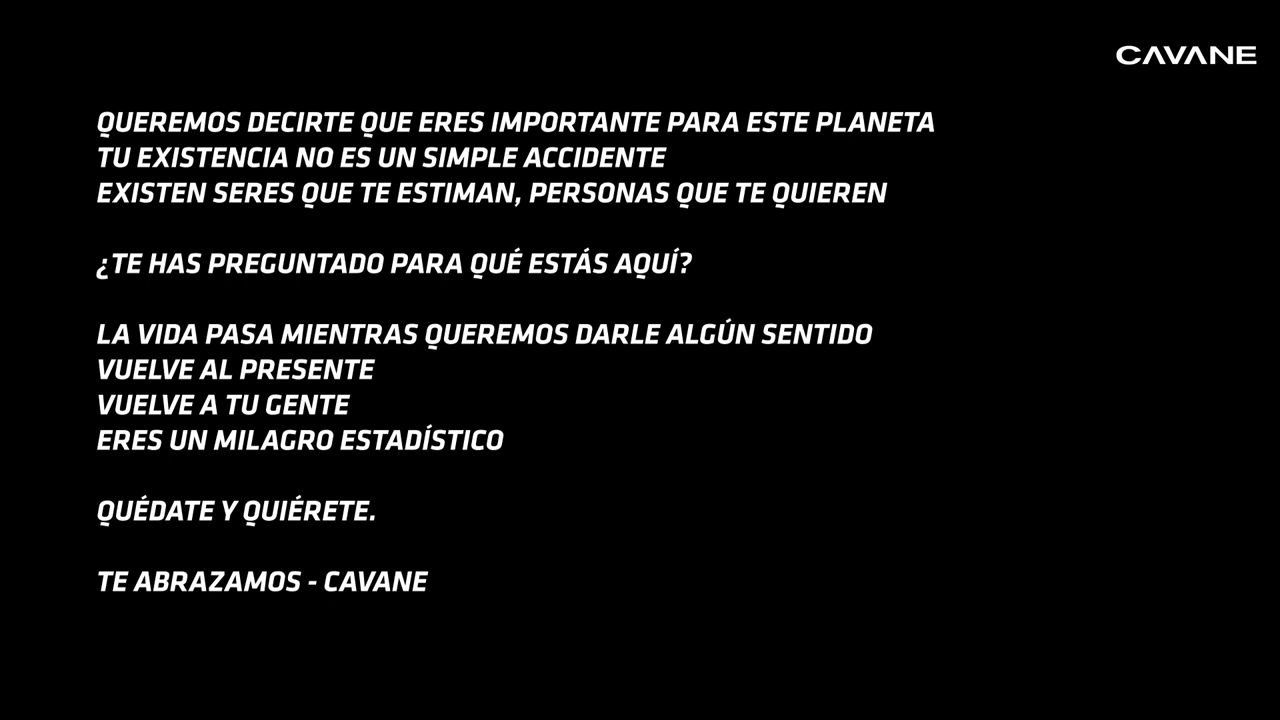 CAVANE
QUEREMOS DECIRTE QUE ERES IMPORTANTE PARA ESTE PLANETA
TU EXISTENCIA NO ES UN SIMPLE ACCIDENTE
EXISTEN SERES QUE TE ESTIMAN, PERSONAS QUE TE QUIEREN
¿TE HAS PREGUNTADO PARA QUÉ ESTÁS AQUÍ?
LA VIDA PASA MIENTRAS QUEREMOS DARLE ALGÚN SENTIDO
VUELVE AL PRESENTE
VUELVE A TU GENTE
ERES UN MILAGRO ESTADÍSTICO
QUÉDATE Y QUIÉRETE.
TE ABRAZAMOS - CAVANE